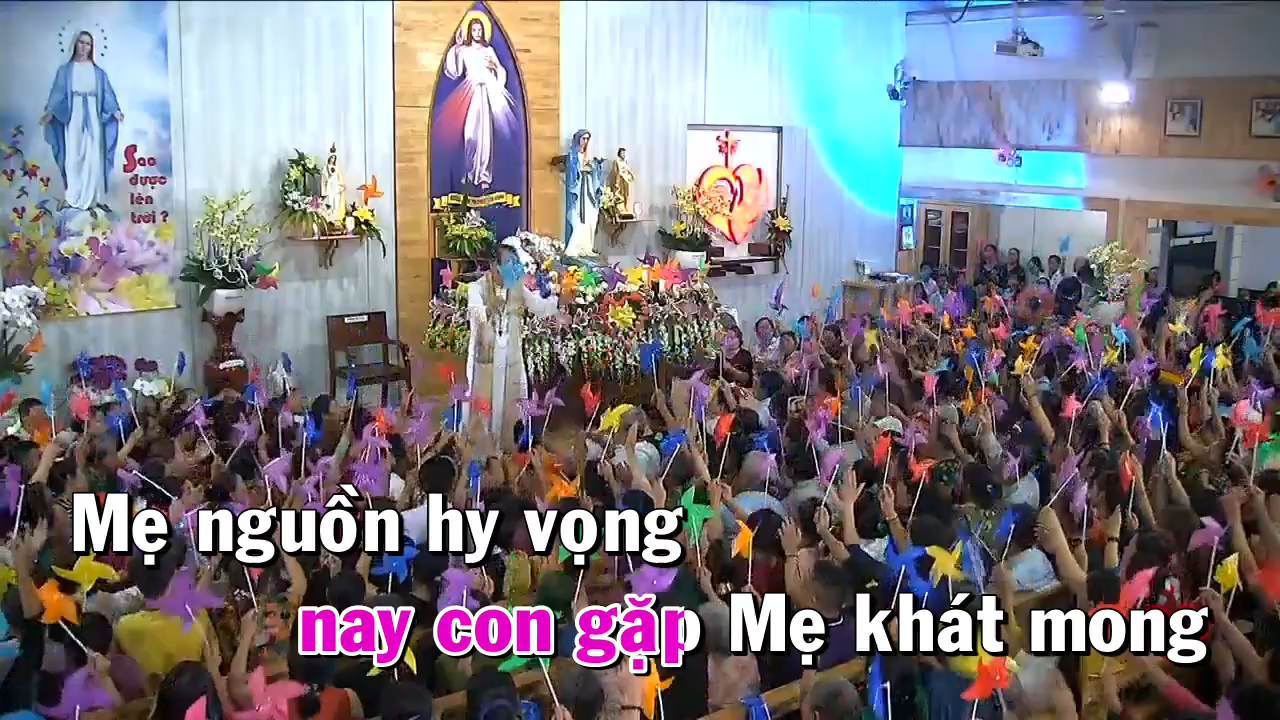 Sao
được
lên
trời ?
Mẹ nguồn hy vọng
nay con gặp Mẹ khát mong